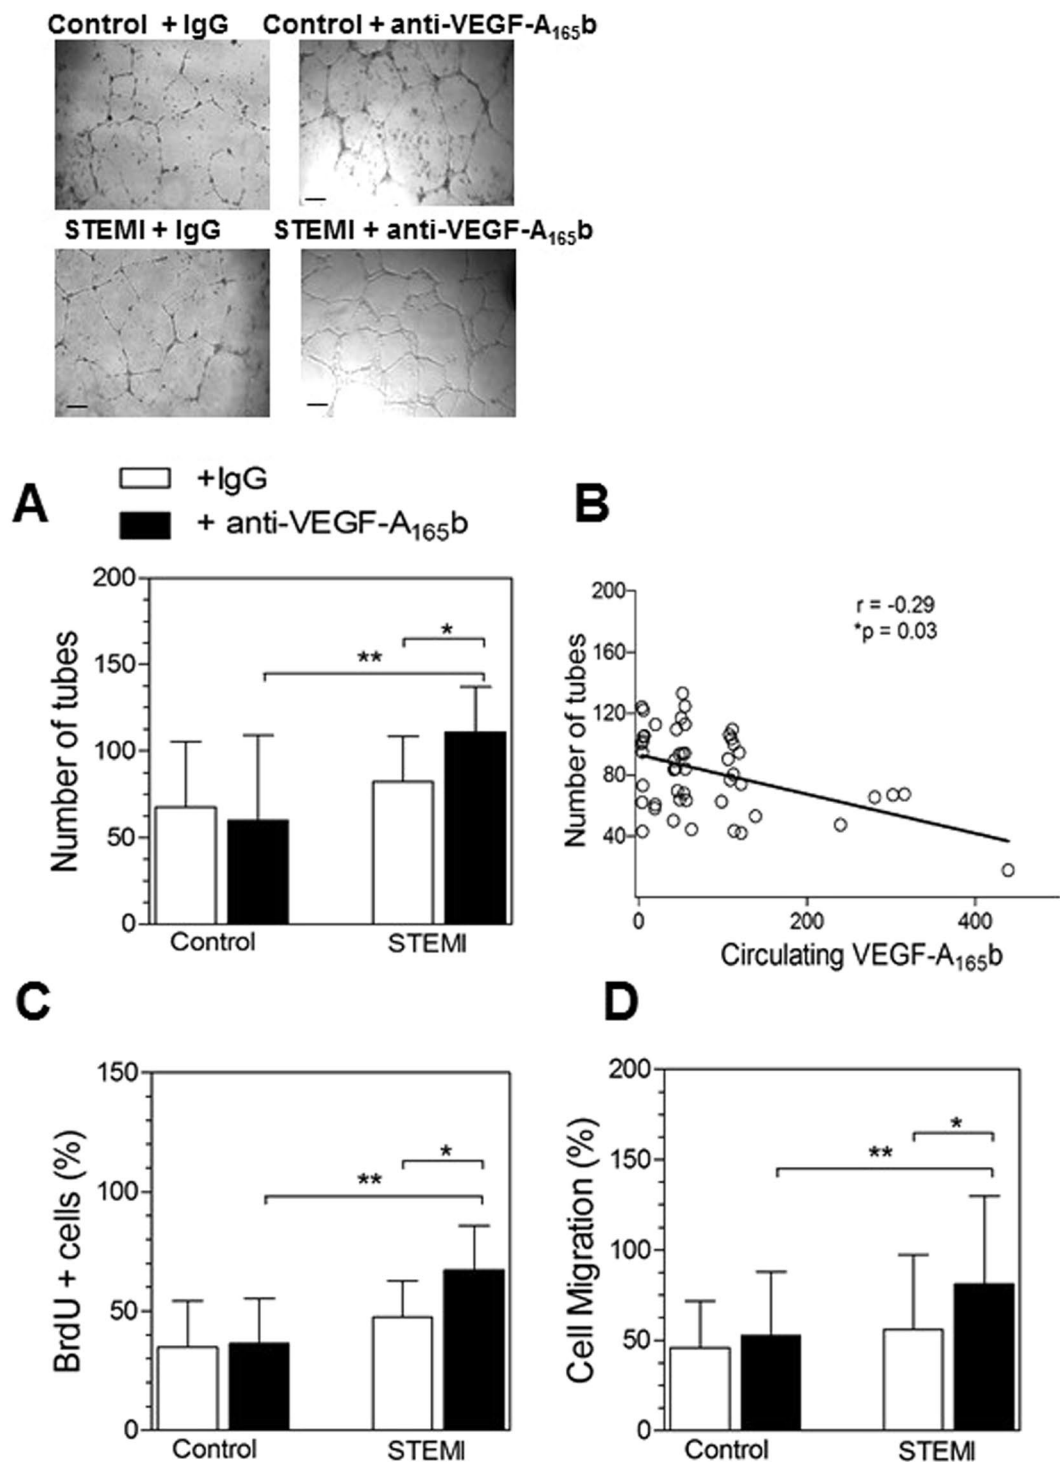 Control + IgG
Control + anti-VEGF-A₁₆₅b
STEMI + IgG
STEMI + anti-VEGF-A₁₆₅b
A
+IgG
+ anti-VEGF-A₁₆₅b
Number of tubes
200
150
100
50
0
**
*
Control
STEMI
B
Number of tubes
200
160
120
80
40
r = -0.29
*p = 0.03
0
200
400
Circulating VEGF-A₁₆₅b
C
BrdU + cells (%)
150
100
50
0
**
*
Control
STEMI
D
Cell Migration (%)
200
150
100
50
0
**
*
Control
STEMI